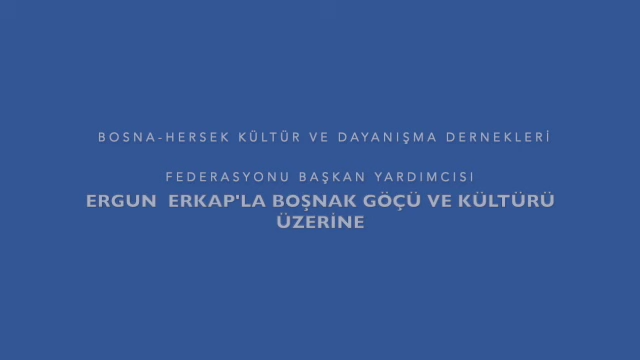 BOSNA-HERSEK KÜLTÜR VE DAYANIŞMA DERNEKLERİ
FEDERASYONU BAŞKAN YARDIMCISI
ERGUN ERKAP'LA BOŞNAK GÖÇÜ VE KÜLTÜRÜ
ÜZERİNE